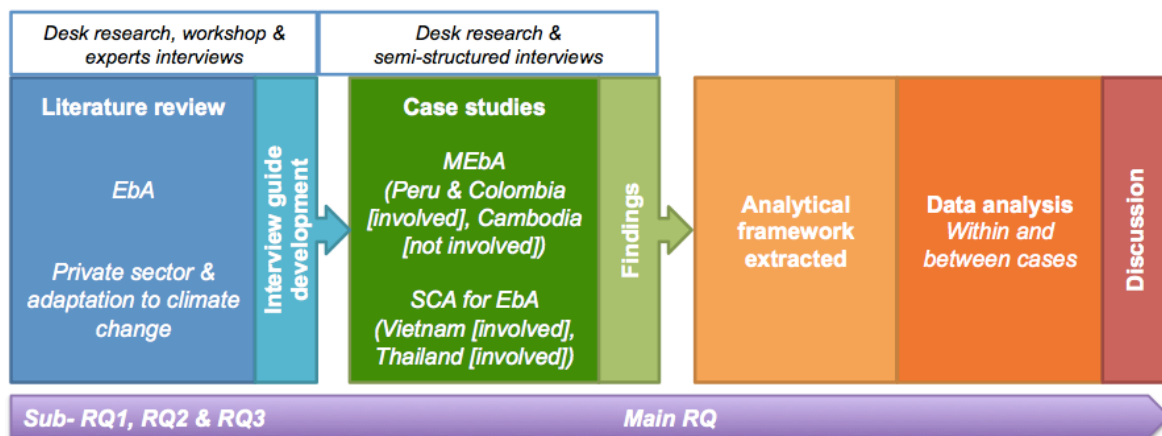 Desk research, workshop &
experts interviews
Desk research &
semi-structured interviews
Literature review
EbA
Private sector &
adaptation to climate
change
Interview guide
development
Case studies
MEbA
(Peru & Colombia
[involved], Cambodia
[not involved])
SCA for EbA
(Vietnam [involved],
Thailand [involved])
Findings
Analytical
framework
extracted
Data analysis
Within and
between cases
Discussion
Sub- RQ1, RQ2 & RQ3
Main RQ